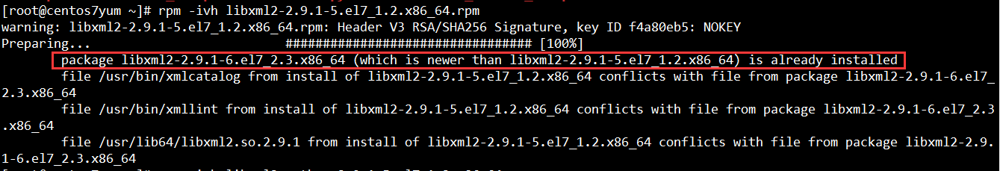 [root@centos7yum ~]# rpm -ivh libxml2-2.9.1-5.el7_1.2.x86_64.rpm
warning: libxml2-2.9.1-5.el7_1.2.x86_64.rpm: Header V3 RSA/SHA256 Signature, key ID f4a80eb5: NOKEY
Preparing...                          ################################# [100%]
        package libxml2-2.9.1-6.el7_2.3.x86_64 (which is newer than libxml2-2.9.1-5.el7_1.2.x86_64) is already installed
        file /usr/bin/xmlcatalog from install of libxml2-2.9.1-5.el7_1.2.x86_64 conflicts with file from package libxml2-2.9.1-6.el7_
2.3.x86_64
        file /usr/bin/xmllint from install of libxml2-2.9.1-5.el7_1.2.x86_64 conflicts with file from package libxml2-2.9.1-6.el7_2.3
.x86_64
        file /usr/lib64/libxml2.so.2.9.1 from install of libxml2-2.9.1-5.el7_1.2.x86_64 conflicts with file from package libxml2-2.9.
1-6.el7_2.3.x86_64